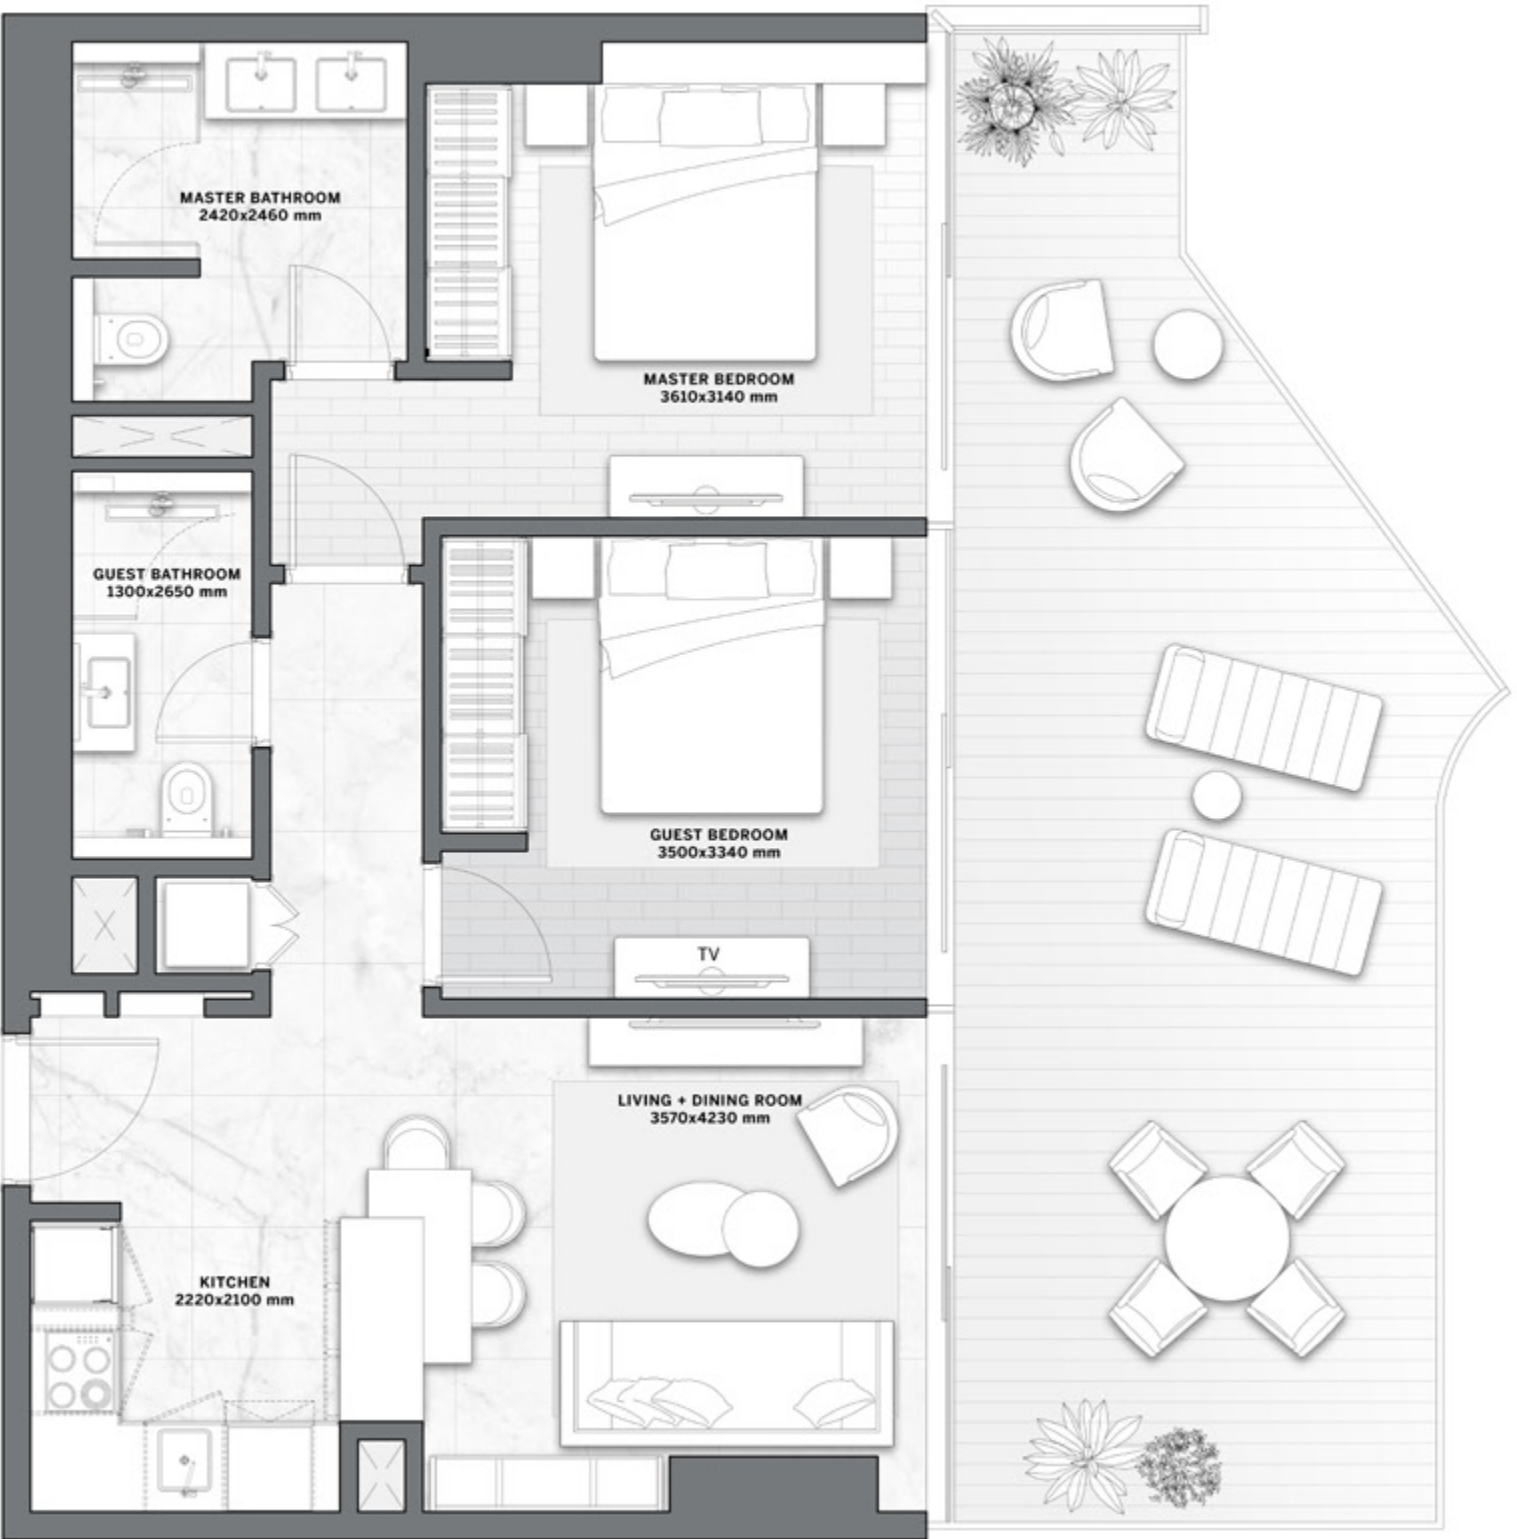 MASTER BATHROOM
2420x2460 mm
MASTER BEDROOM
3610x3140 mm
GUEST BATHROOM
1300x2650 mm
GUEST BEDROOM
3500x3340 mm
TV
LIVING + DINING ROOM
3570x4230 mm
KITCHEN
2220x2100 mm